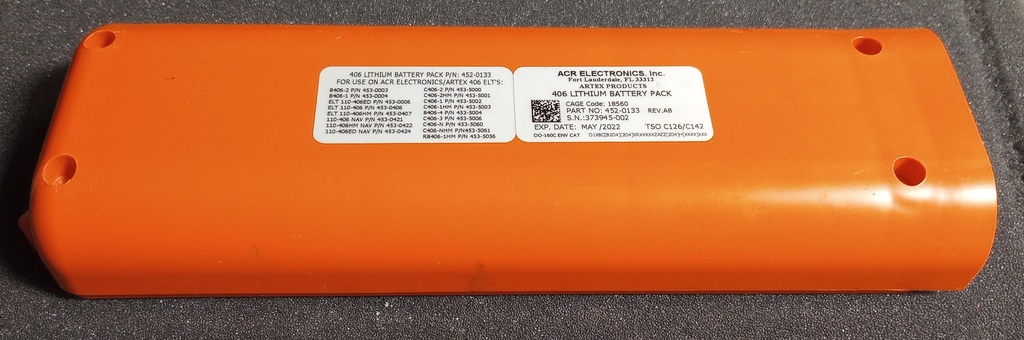 406 LITHIUM BATTERY PACK P/N: 452-0133
FOR USE ON ACR ELECTRONICS/ARTEX 406 ELT'S:
B406-2 P/N 453-0003
B406-1 P/N 453-0004
ELT 110-406ED P/N 453-0006
ELT 110-406 P/N 453-0406
ELT 110-406HM P/N 453-0407
110-406 NAV P/N 453-0421
110-406HM NAV P/N 453-0422
110-406ED NAV P/N 453-0424
C406-2 P/N 453-5000
C406-2HM P/N 453-5001
C406-1 P/N 453-5002
C406-1HM P/N 453-5003
B406-4 P/N 453-5004
C406-3 P/N 453-5006
C406-N P/N 453-5060
C406-NHM P/N453-5061
RB406-1HM P/N 453-5056
ACR ELECTRONICS, Inc.
Fort Lauderdale, FL 33312
ARTEX PRODUCTS
406 LITHIUM BATTERY PACK
CAGE Code: 18560
PART NO: 452-0133 REV.AB
S.N.:373945-002
EXP. DATE: MAY/2022 TSO C126/C142
DO-160C ENV CAT